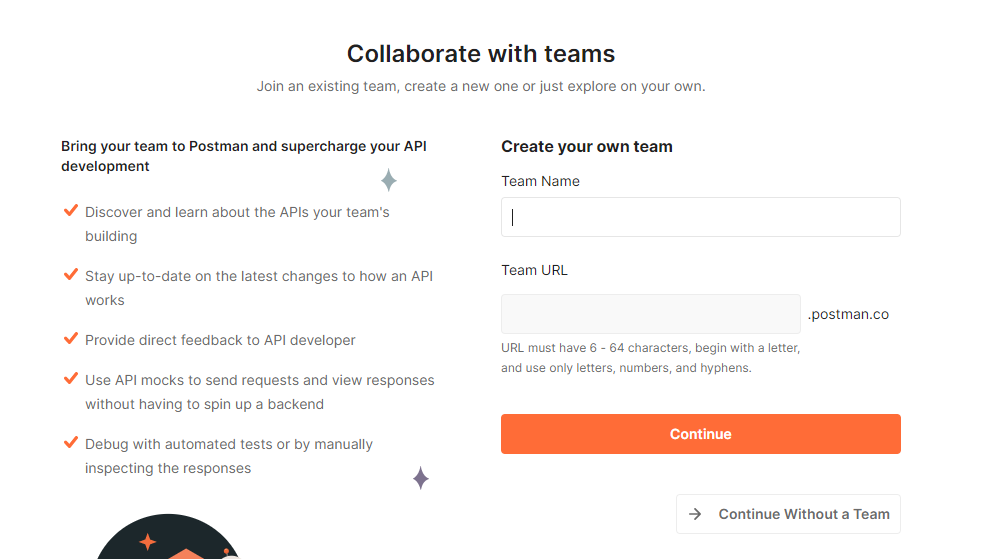 Collaborate with teams
Join an existing team, create a new one or just explore on your own.
Bring your team to Postman and supercharge your API
development
Discover and learn about the APIs your team's
building
Stay up-to-date on the latest changes to how an API
works
Provide direct feedback to API developer
Use API mocks to send requests and view responses
without having to spin up a backend
Debug with automated tests or by manually
inspecting the responses
Create your own team
Team Name
Team URL
.postman.co
URL must have 6 - 64 characters, begin with a letter,
and use only letters, numbers, and hyphens.
Continue
Continue Without a Team